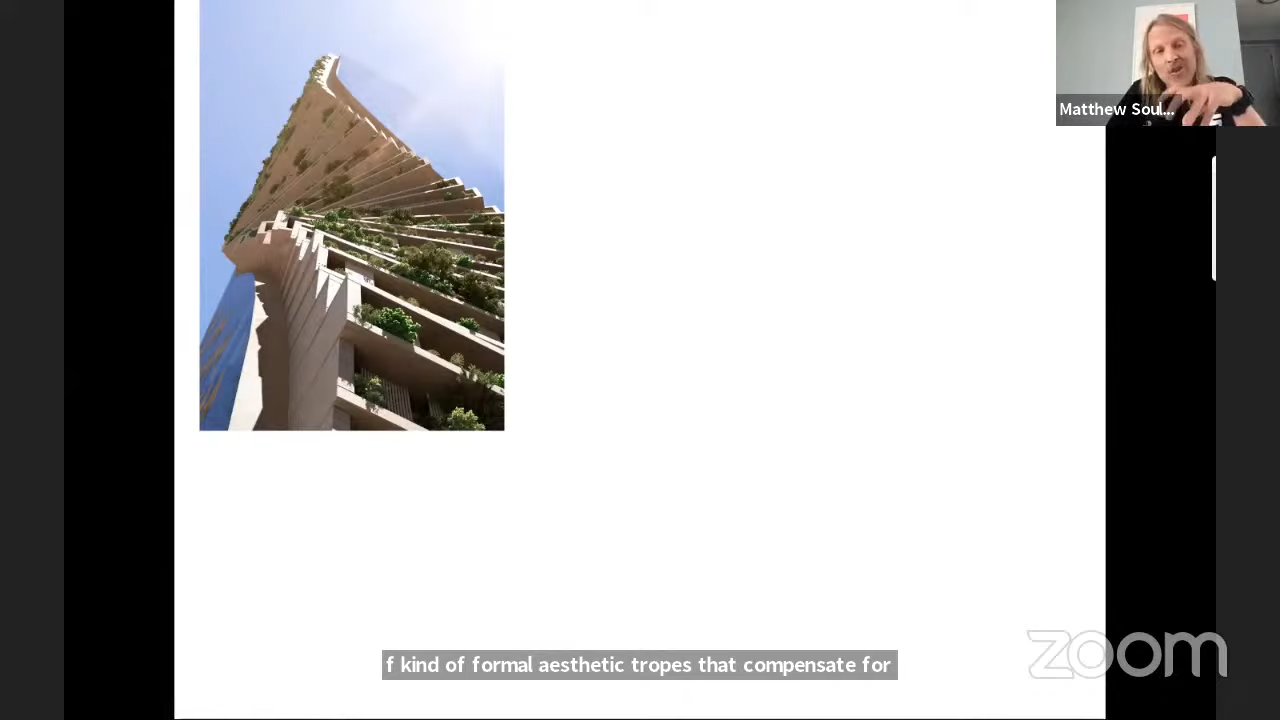 Matthew Soul...
f kind of formal aesthetic tropes that compensate for
zoom